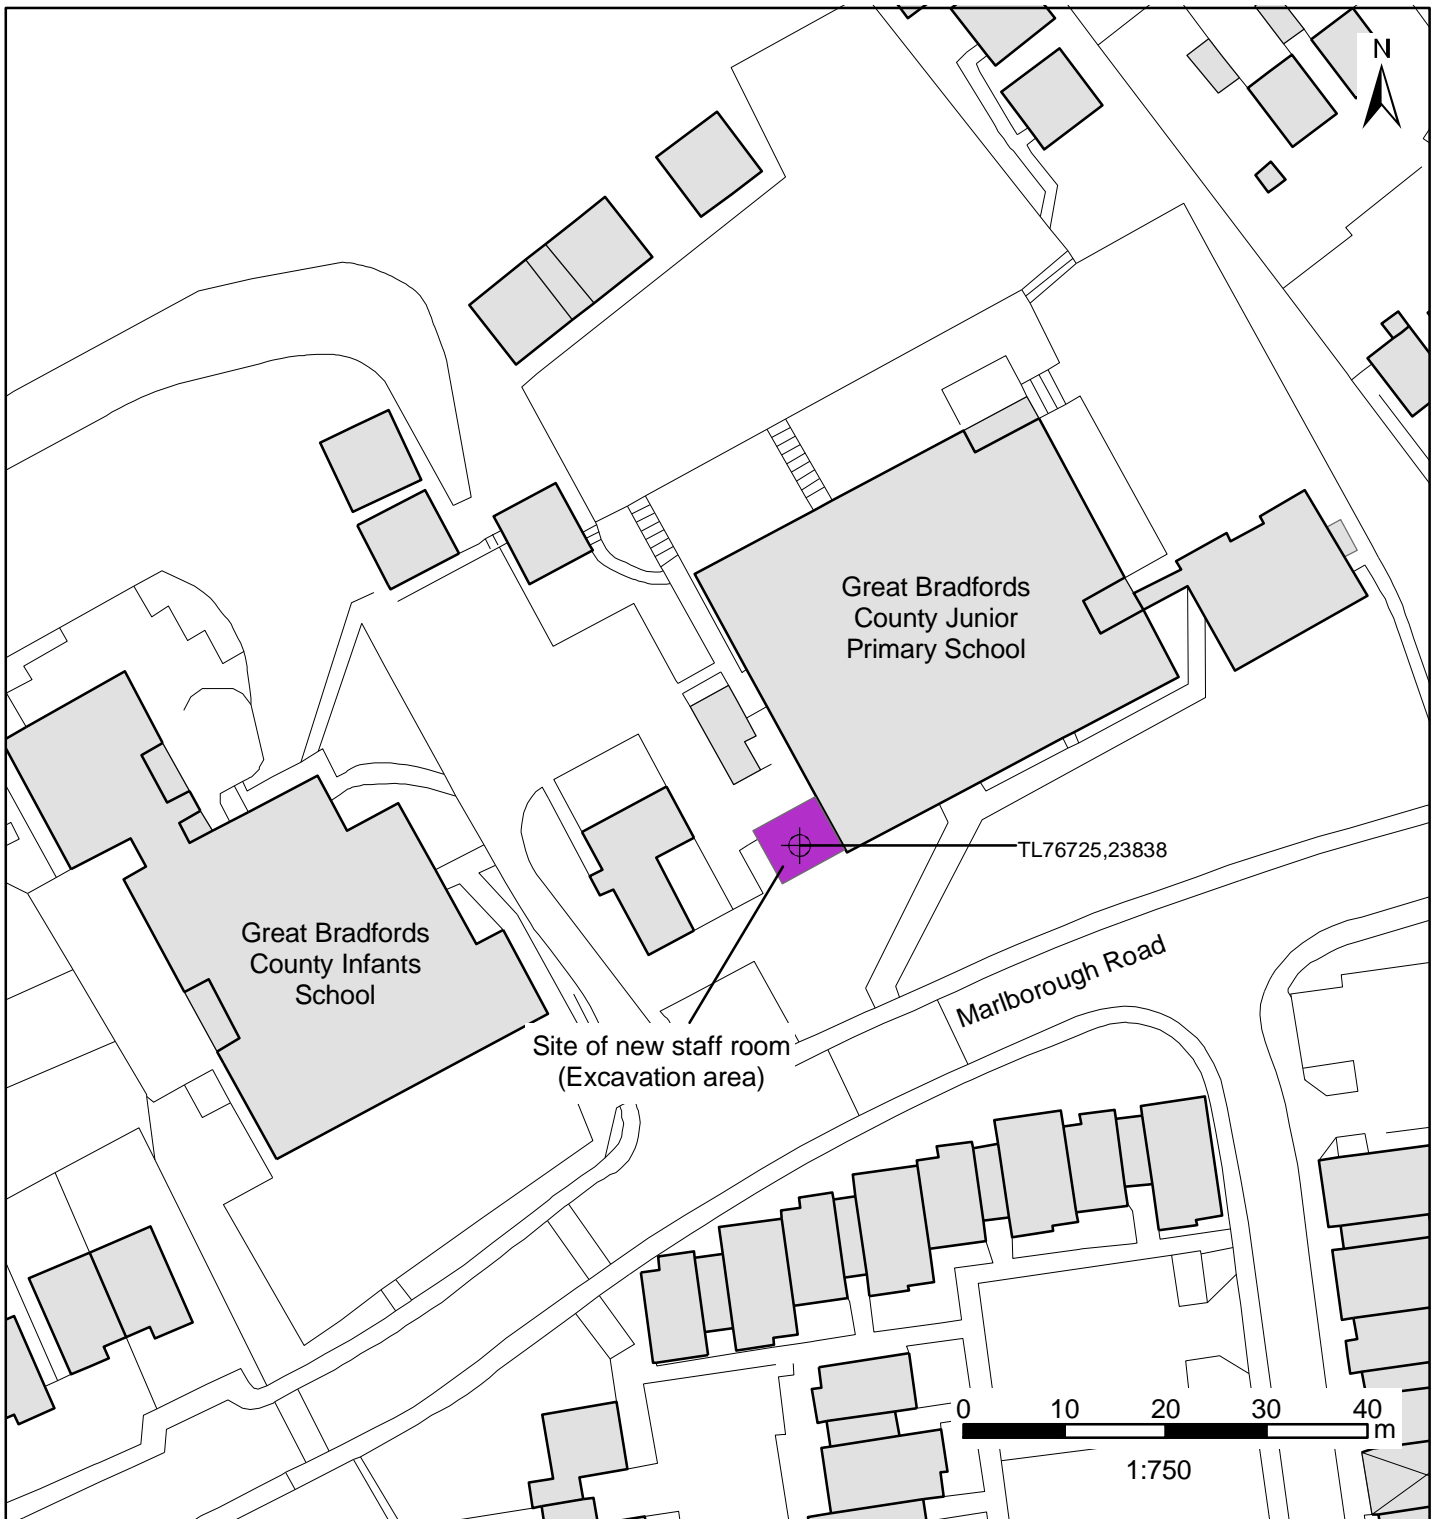 N
Great Bradfords
County Junior
Primary School
TL76725,23838
Great Bradfords
County Infants
School
Marlborough Road
Site of new staff room
(Excavation area)
0 10 20 30 40
m
1:750